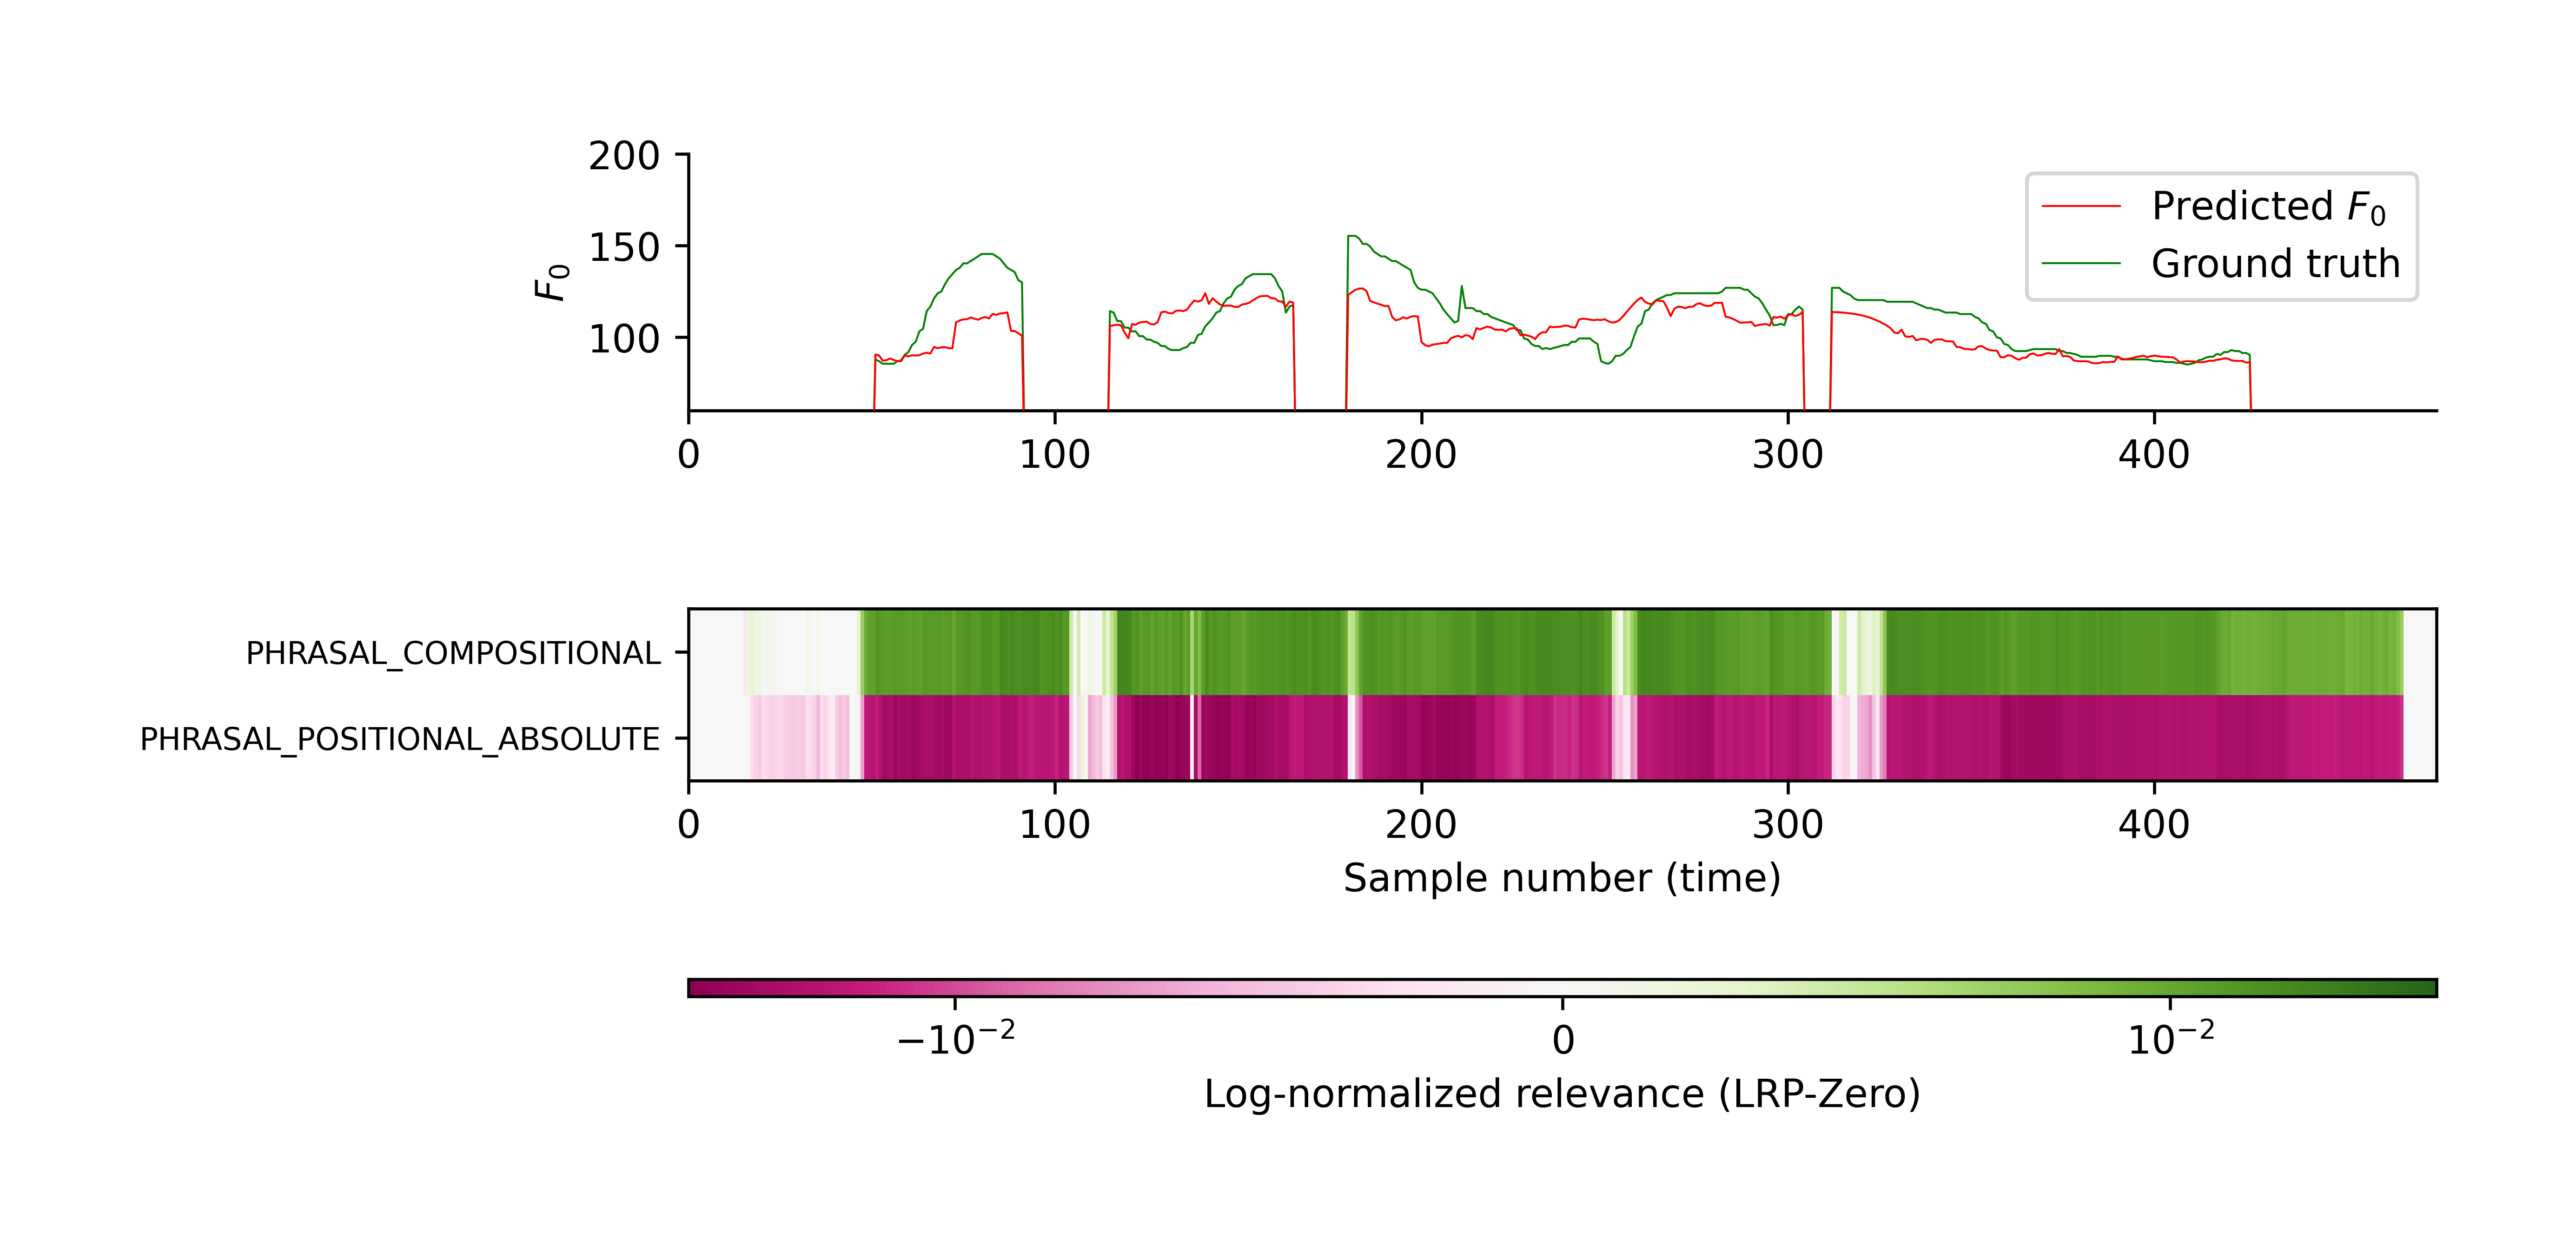 200
150
100
F0
Predicted F0
Ground truth
0 100 200 300 400
PHRASAL_COMPOSITIONAL
PHRASAL_POSITIONAL_ABSOLUTE
0 100 200 300 400
Sample number (time)
−10⁻² 0 10⁻²
Log-normalized relevance (LRP-Zero)